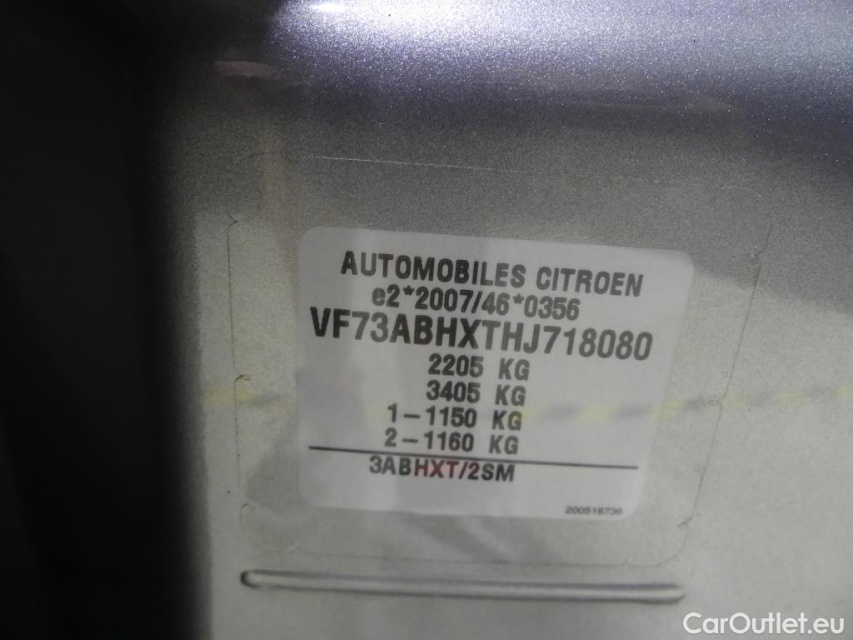 AUTOMOBILES CITROEN
e2*2007/46*0356
VF73ABHXTHJ718080
2205 KG
3405 KG
1-1150 KG
2-1160 KG
3ABHXT/2SM
200518730
CarOutlet.eu